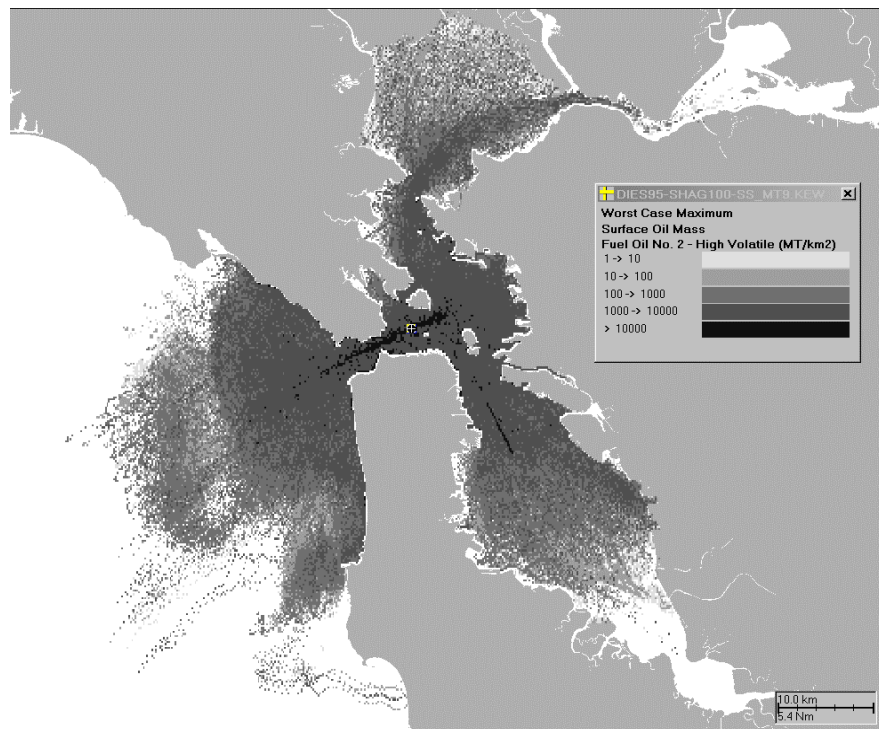 DIES95-SHAG100-SS_MT9.KEW
Worst Case Maximum
Surface Oil Mass
Fuel Oil No. 2 - High Volatile (MT/km2)
1 -> 10
10 -> 100
100 -> 1000
1000 -> 10000
> 10000
10.0 km
5.4 Nm